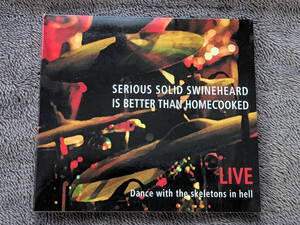 SERIOUS SOLID SWINEHEARD
IS BETTER THAN HOMECOOKED
LIVE
Dance with the skeletons in hell